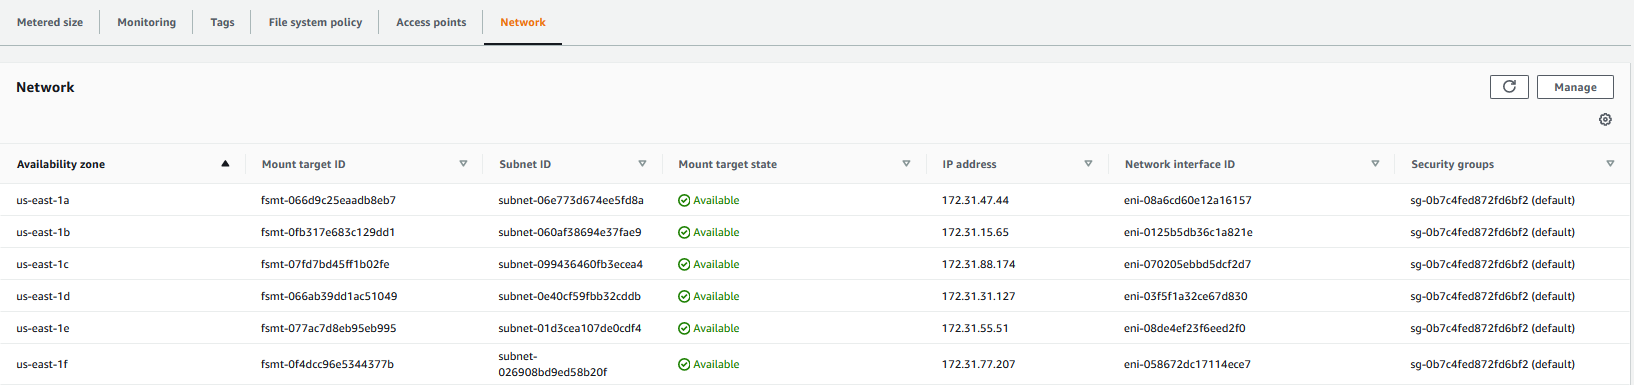 Metered size Monitoring Tags File system policy Access points Network
Network
Manage
Availability zone Mount target ID Subnet ID Mount target state IP address Network interface ID Security groups
us-east-1a fsmt-066d9c25eaadb8eb7 subnet-06e773d674ee5fd8a Available 172.31.47.44 eni-08a6cd60e12a16157 sg-0b7c4fed872fd6bf2 (default)
us-east-1b fsmt-0fb317e683c129dd1 subnet-060af38694e37fae9 Available 172.31.15.65 eni-0125b5db36c1a821e sg-0b7c4fed872fd6bf2 (default)
us-east-1c fsmt-07fd7bd45ff1b02fe subnet-099436460fb3ecea4 Available 172.31.88.174 eni-070205ebbd5dcf2d7 sg-0b7c4fed872fd6bf2 (default)
us-east-1d fsmt-066ab39dd1ac51049 subnet-0e40cf59fbb32cddb Available 172.31.31.127 eni-03f5f1a32ce67d830 sg-0b7c4fed872fd6bf2 (default)
us-east-1e fsmt-077ac7d8eb95eb995 subnet-01d3cea107de0cdf4 Available 172.31.55.51 eni-08de4ef23f6eed2f0 sg-0b7c4fed872fd6bf2 (default)
us-east-1f fsmt-0f4dcc96e5344377b subnet-026908bd9ed58b20f Available 172.31.77.207 eni-058672dc17114ece7 sg-0b7c4fed872fd6bf2 (default)